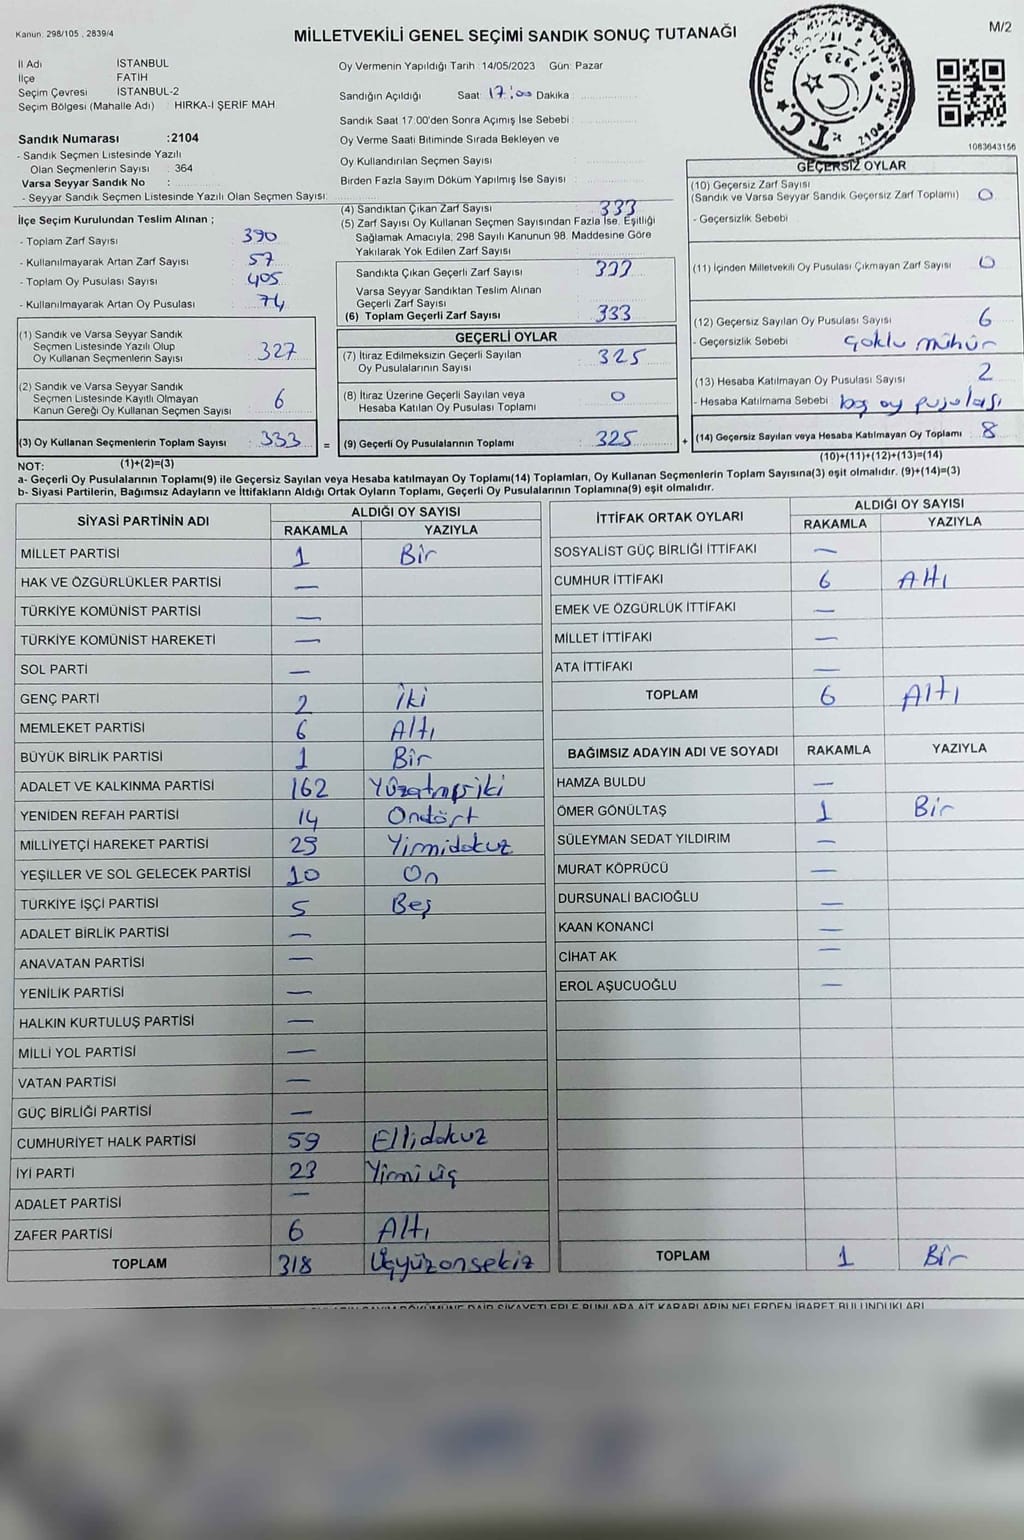 Kanun: 298/105 , 2839/4
MİLLETVEKİLİ GENEL SEÇİMİ SANDIK SONUÇ TUTANAĞI
M/2
İl Adı İSTANBUL
İlçe FATİH
Seçim Çevresi İSTANBUL-2
Seçim Bölgesi (Mahalle Adı) : HIRKA-İ ŞERİF MAH.
Sandık Numarası :2104
- Sandık Seçmen Listesinde Yazılı
Olan Seçmenlerin Sayısı : 364
Varsa Seyyar Sandık No :
- Seyyar Sandık Seçmen Listesinde Yazılı Olan Seçmen Sayısı:
Oy Vermenin Yapıldığı Tarih : 14/05/2023 Gün: Pazar
Sandığın Açıldığı Saat 17:00 Dakika
Sandık Saat 17:00'den Sonra Açılmış İse Sebebi :
Oy Verme Saati Bitiminde Sırada Bekleyen ve
Oy Kullandırılan Seçmen Sayısı
Birden Fazla Sayım Döküm Yapılmış İse Sayısı
T.C.
2104
1083643156
İlçe Seçim Kurulundan Teslim Alınan ;
- Toplam Zarf Sayısı 390
- Kullanılmayarak Artan Zarf Sayısı : 57
- Toplam Oy Pusulası Sayısı : 405
- Kullanılmayarak Artan Oy Pusulası : 74
(1) Sandık ve Varsa Seyyar Sandık
Seçmen Listesinde Yazılı Olup
Oy Kullanan Seçmenlerin Sayısı : 327
(2) Sandık ve Varsa Seyyar Sandık
Seçmen Listesinde Kayıtlı Olmayan
Kanun Gereği Oy Kullanan Seçmen Sayısı : 6
(3) Oy Kullanan Seçmenlerin Toplam Sayısı : 333 =
(4) Sandıktan Çıkan Zarf Sayısı 333
(5) Zarf Sayısı Oy Kullanan Seçmen Sayısından Fazla İse, Eşitliği
Sağlamak Amacıyla, 298 Sayılı Kanunun 98. Maddesine Göre
Yakılarak Yok Edilen Zarf Sayısı
Sandıkta Çıkan Geçerli Zarf Sayısı : 333
Varsa Seyyar Sandıktan Teslim Alınan
Geçerli Zarf Sayısı
(6) Toplam Geçerli Zarf Sayısı : 333
GEÇERLİ OYLAR
(7) İtiraz Edilmeksizin Geçerli Sayılan
Oy Pusulalarının Sayısı : 325
(8) İtiraz Üzerine Geçerli Sayılan veya
Hesaba Katılan Oy Pusulası Toplamı : 0
(9) Geçerli Oy Pusulalarının Toplamı : 325 +
GEÇERSİZ OYLAR
(10) Geçersiz Zarf Sayısı
(Sandık ve Varsa Seyyar Sandık Geçersiz Zarf Toplamı) : 0
- Geçersizlik Sebebi
(11) İçinden Milletvekili Oy Pusulası Çıkmayan Zarf Sayısı : 0
(12) Geçersiz Sayılan Oy Pusulası Sayısı : 6
- Geçersizlik Sebebi çoklu mühür
(13) Hesaba Katılmayan Oy Pusulası Sayısı : 2
- Hesaba Katılmama Sebebi : boş oy pusulası
(14) Geçersiz Sayılan veya Hesaba Katılmayan Oy Toplamı : 8
(10)+(11)+(12)+(13)=(14)
NOT: (1)+(2)=(3)
a- Geçerli Oy Pusulalarının Toplamı(9) ile Geçersiz Sayılan veya Hesaba katılmayan Oy Toplamı(14) Toplamları, Oy Kullanan Seçmenlerin Toplam Sayısına(3) eşit olmalıdır. (9)+(14)=(3)
b- Siyasi Partilerin, Bağımsız Adayların ve İttifakların Aldığı Ortak Oyların Toplamı, Geçerli Oy Pusulalarının Toplamına(9) eşit olmalıdır.
SİYASİ PARTİNİN ADI ALDIĞI OY SAYISI
RAKAMLA YAZIYLA
MİLLET PARTİSİ 1 Bir
HAK VE ÖZGÜRLÜKLER PARTİSİ —
TÜRKİYE KOMÜNİST PARTİSİ —
TÜRKİYE KOMÜNİST HAREKETİ —
SOL PARTİ —
GENÇ PARTİ 2 İki
MEMLEKET PARTİSİ 6 Altı
BÜYÜK BİRLİK PARTİSİ 1 Bir
ADALET VE KALKINMA PARTİSİ 162 Yüzatmışiki
YENİDEN REFAH PARTİSİ 14 Ondört
MİLLİYETÇİ HAREKET PARTİSİ 29 Yirmidokuz
YEŞİLLER VE SOL GELECEK PARTİSİ 10 On
TÜRKİYE İŞÇİ PARTİSİ 5 Beş
ADALET BİRLİK PARTİSİ —
ANAVATAN PARTİSİ —
YENİLİK PARTİSİ —
HALKIN KURTULUŞ PARTİSİ —
MİLLİ YOL PARTİSİ —
VATAN PARTİSİ —
GÜÇ BİRLİĞİ PARTİSİ —
CUMHURİYET HALK PARTİSİ 59 Ellidokuz
İYİ PARTİ 23 Yirmiüç
ADALET PARTİSİ —
ZAFER PARTİSİ 6 Altı
TOPLAM 318 Üçyüzonsekiz
İTTİFAK ORTAK OYLARI ALDIĞI OY SAYISI
RAKAMLA YAZIYLA
SOSYALİST GÜÇ BİRLİĞİ İTTİFAKI —
CUMHUR İTTİFAKI 6 Altı
EMEK VE ÖZGÜRLÜK İTTİFAKI —
MİLLET İTTİFAKI —
ATA İTTİFAKI —
TOPLAM 6 Altı
BAĞIMSIZ ADAYIN ADI VE SOYADI RAKAMLA YAZIYLA
HAMZA BULDU —
ÖMER GÖNÜLTAŞ 1 Bir
SÜLEYMAN SEDAT YILDIRIM —
MURAT KÖPRÜCÜ —
DURSUNALİ BACIOĞLU —
KAAN KONANCİ —
CİHAT AK —
EROL AŞUCUOĞLU —
TOPLAM 1 Bir